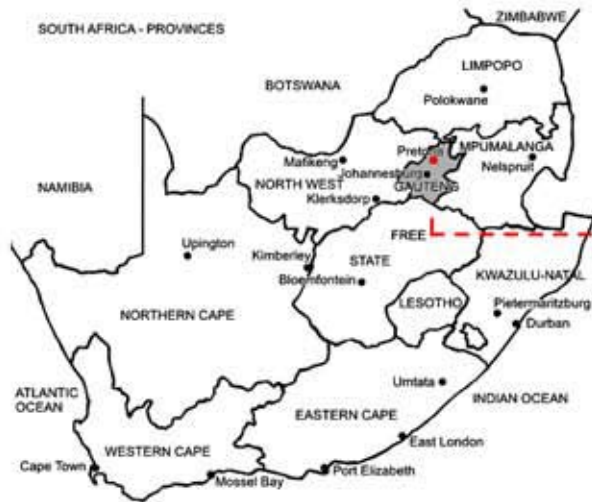 ZIMBABWE
SOUTH AFRICA - PROVINCES
LIMPOPO
BOTSWANA
Polokwane
MPUMALANGA
Pretoria
Mafikeng
Nelspruit
Johannesburg
NAMIBIA
NORTH WEST
GAUTENG
Klerksdorp
FREE
Upington
Kimberley
STATE
KWAZULU-NATAL
Bloemfontein
LESOTHO
Pietermaritzburg
NORTHERN CAPE
Durban
Umtata
ATLANTIC
OCEAN
INDIAN OCEAN
EASTERN CAPE
East London
WESTERN CAPE
Cape Town
Port Elizabeth
Mossel Bay